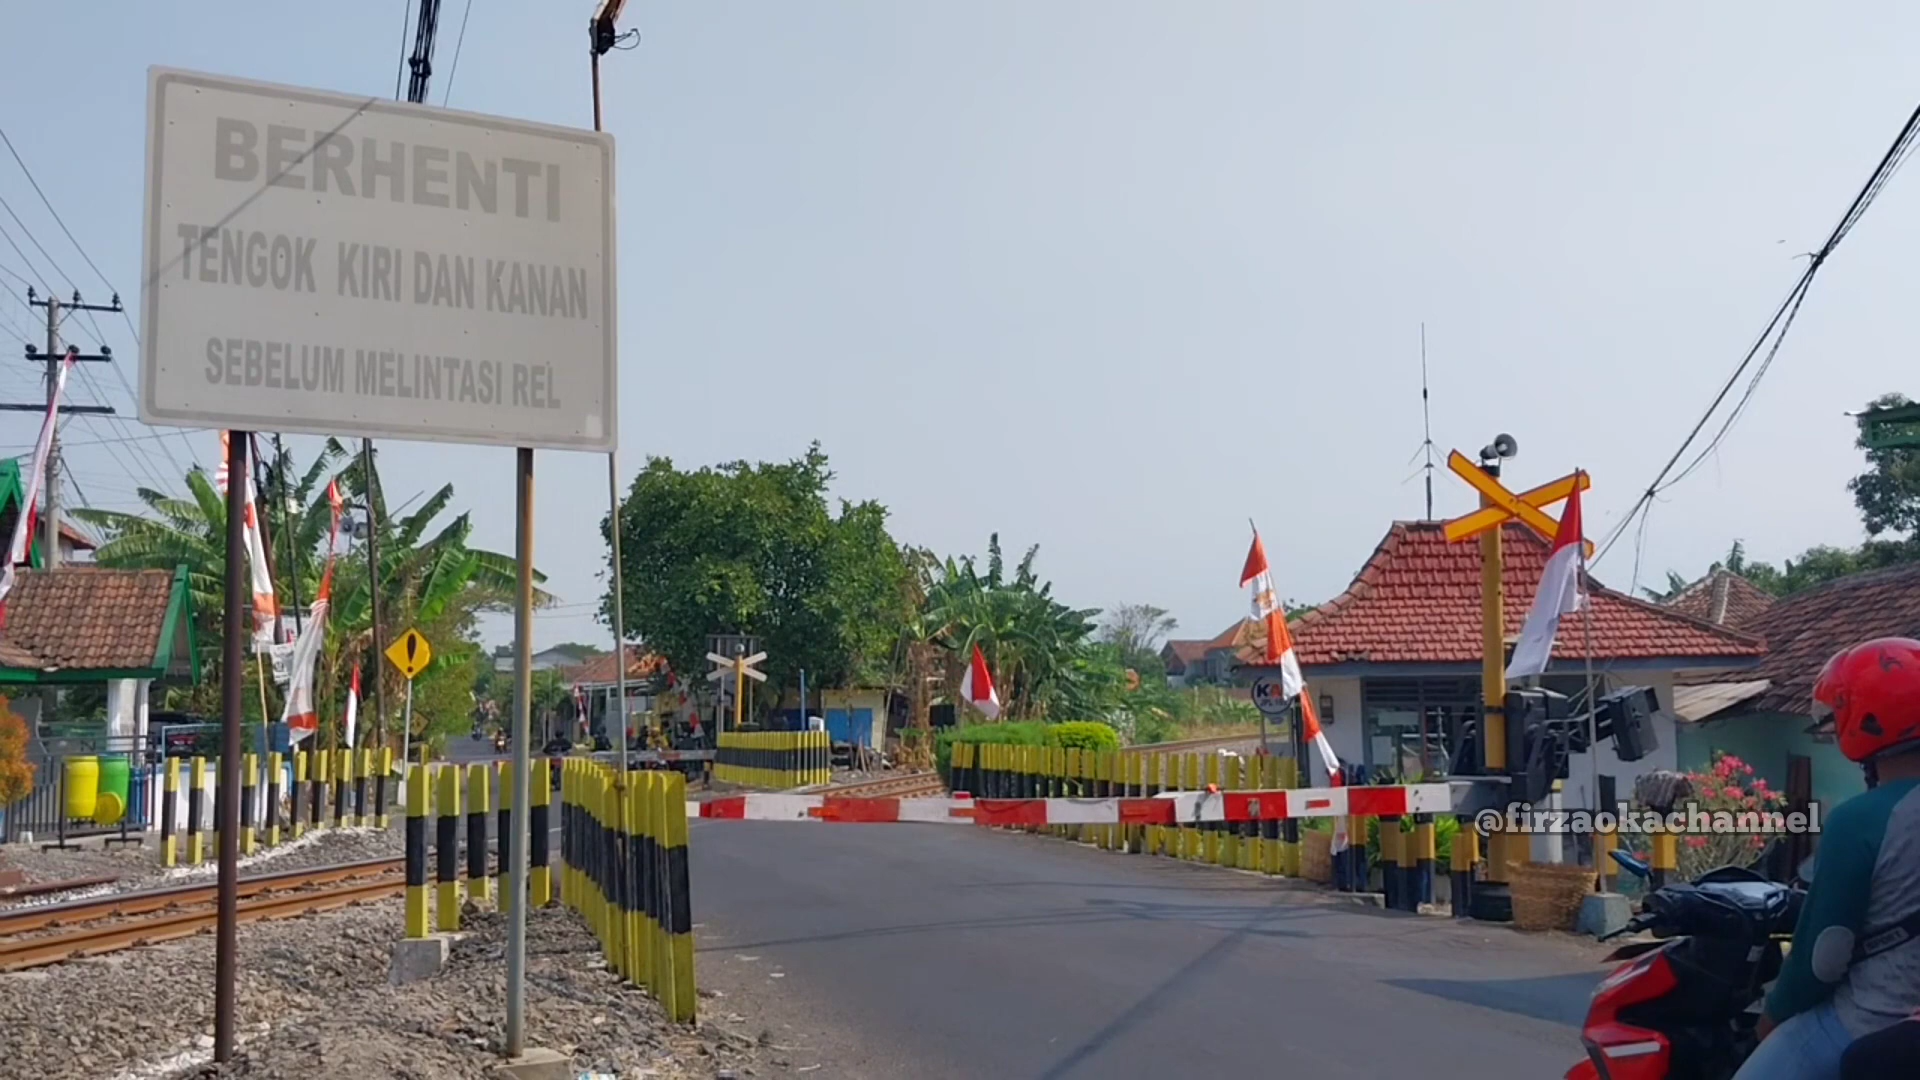 BERHENTI
TENGOK KIRI DAN KANAN
SEBELUM MELINTASI REL
@firzaokachannel